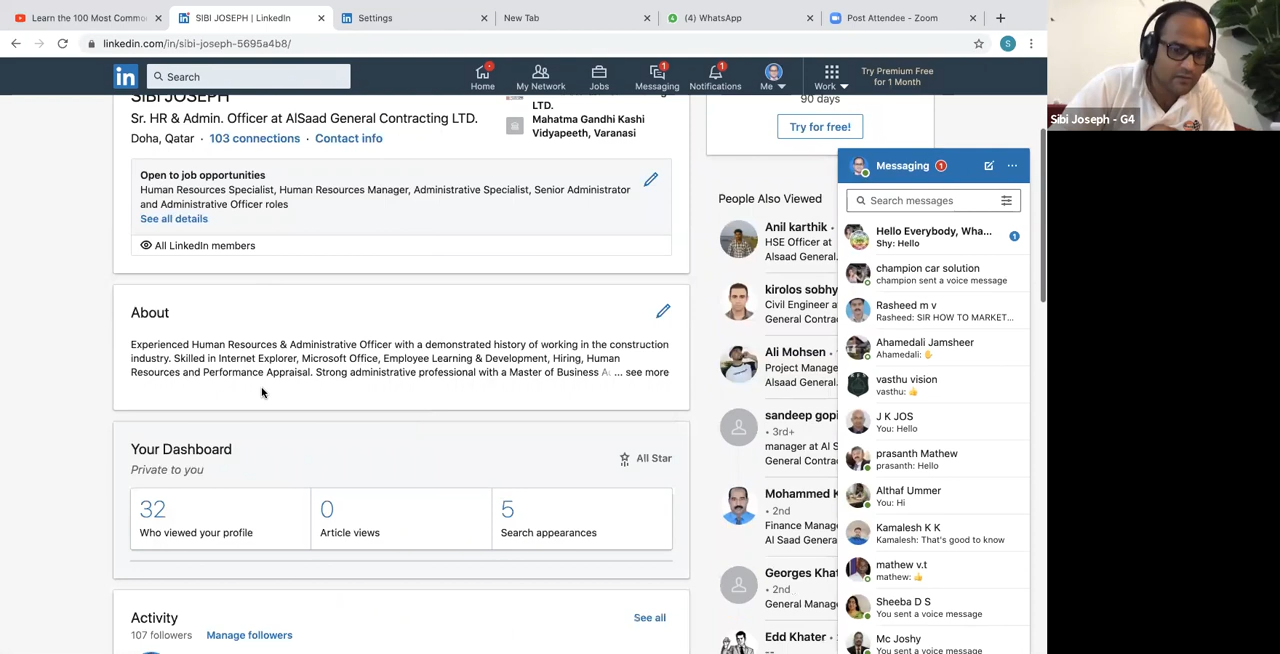 Learn the 100 Most Commo
SIBI JOSEPH | LinkedIn
Settings
New Tab
(4) WhatsApp
Post Attendee - Zoom
linkedin.com/in/sibi-joseph-5695a4b8/
S
in
Search
Home
My Network
Jobs
1
Messaging
1
Notifications
Me
Work
Try Premium Free
for 1 Month
SIBI JOSEPH
Sr. HR & Admin. Officer at AlSaad General Contracting LTD.
Doha, Qatar · 103 connections · Contact info
LTD.
Mahatma Gandhi Kashi
Vidyapeeth, Varanasi
Open to job opportunities
Human Resources Specialist, Human Resources Manager, Administrative Specialist, Senior Administrator
and Administrative Officer roles
See all details
All LinkedIn members
About
Experienced Human Resources & Administrative Officer with a demonstrated history of working in the construction
industry. Skilled in Internet Explorer, Microsoft Office, Employee Learning & Development, Hiring, Human
Resources and Performance Appraisal. Strong administrative professional with a Master of Business A ... see more
Your Dashboard
Private to you
All Star
32
Who viewed your profile
0
Article views
5
Search appearances
Activity
107 followers
Manage followers
See all
90 days
Try for free!
People Also Viewed
Anil karthik •
HSE Officer at
Alsaad General.
kirolos sobhy
Civil Engineer a
General Contra
Ali Mohsen •
Project Manage
Alsaad General.
sandeep gopi
• 3rd+
manager at Al S
General Contra
Mohammed K
• 2nd
Finance Manag
Al Saad Genera
Georges Khat
• 2nd
General Manag
Edd Khater •
Messaging 1
Search messages
Hello Everybody, Wha...
Shy: Hello
1
champion car solution
champion sent a voice message
Rasheed m v
Rasheed: SIR HOW TO MARKET...
Ahamedali Jamsheer
Ahamedali: ✋
vasthu vision
vasthu: 👍
J K JOS
You: Hello
prasanth Mathew
prasanth: Hello
Althaf Ummer
You: Hi
Kamalesh K K
Kamalesh: That's good to know
mathew v.t
mathew: 👍
Sheeba D S
You sent a voice message
Mc Joshy
You sent a voice message
Sibi Joseph - G4